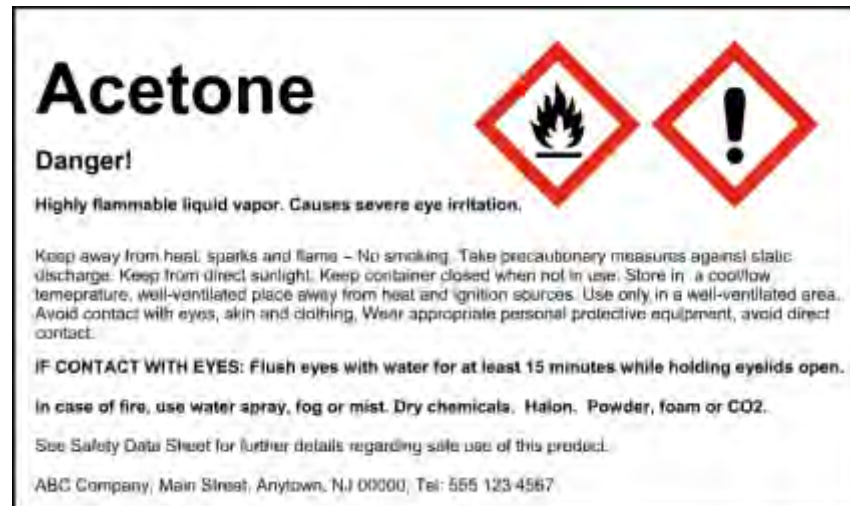 Acetone
Danger!
Highly flammable liquid vapor. Causes severe eye irritation.
Keep away from heat, sparks and flame – No smoking. Take precautionary measures against static
discharge. Keep from direct sunlight. Keep container closed when not in use. Store in a cool/low
temeprature, well-ventilated place away from heat and ignition sources. Use only in a well-ventilated area.
Avoid contact with eyes, skin and clothing. Wear appropriate personal protective equipment, avoid direct
contact.
IF CONTACT WITH EYES: Flush eyes with water for at least 15 minutes while holding eyelids open.
In case of fire, use water spray, fog or mist. Dry chemicals. Halon. Powder, foam or CO2.
See Safety Data Sheet for further details regarding safe use of this product.
ABC Company, Main Street, Anytown, NJ 00000, Tel: 555 123 4567